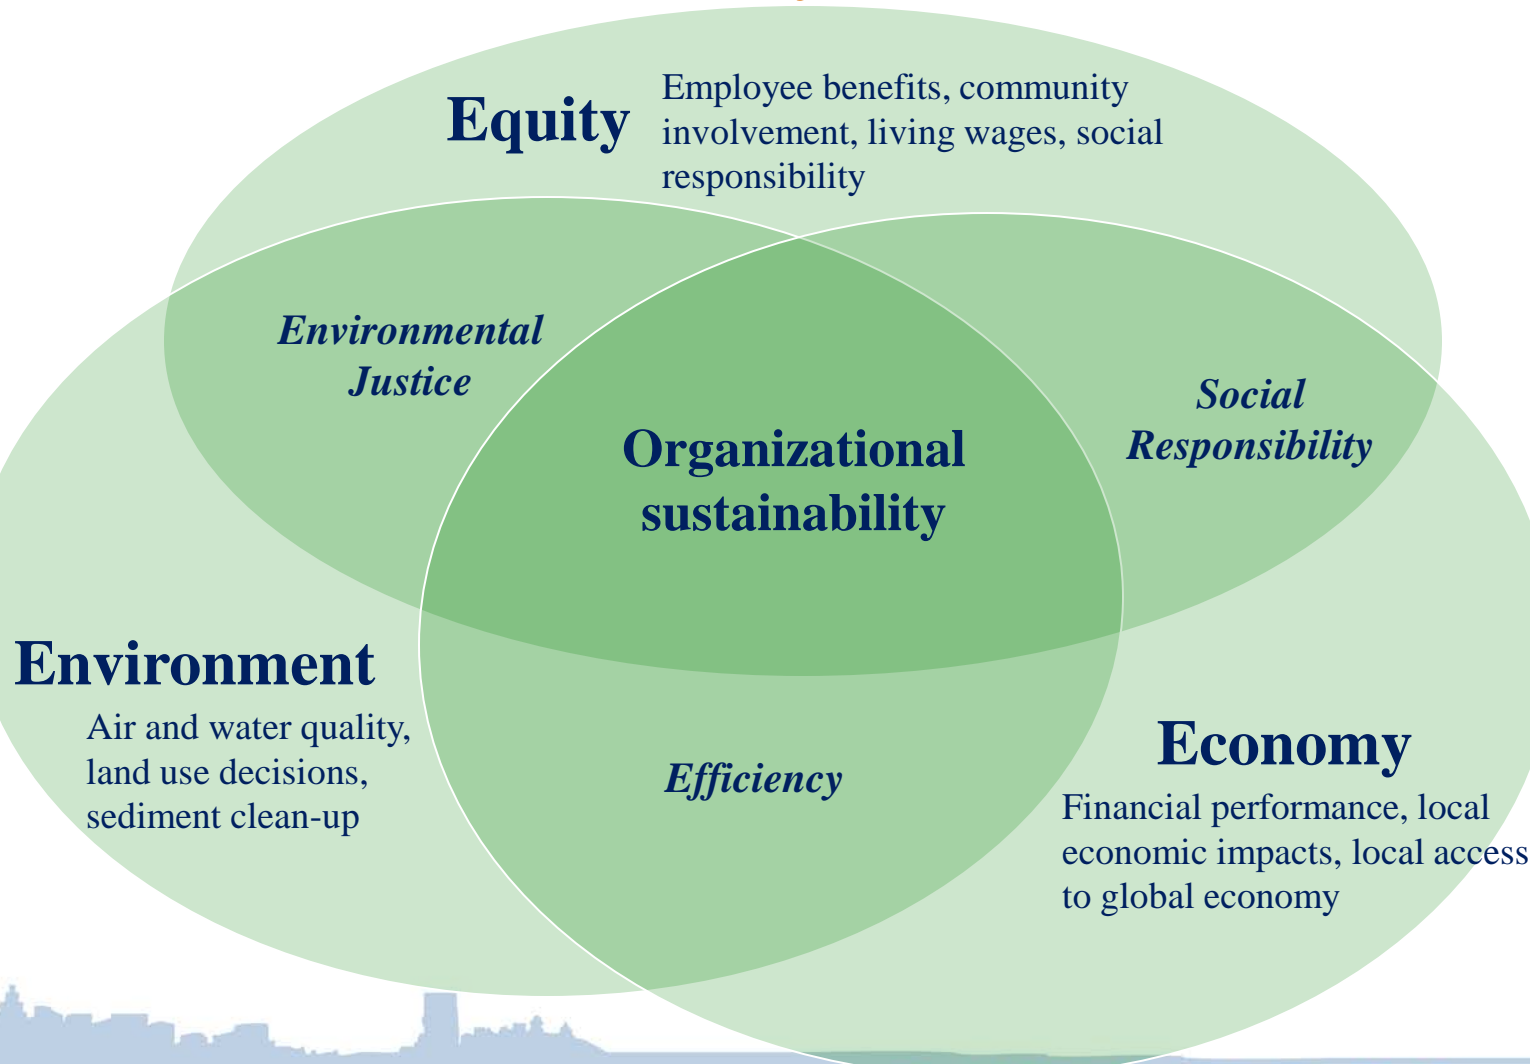 Equity
Employee benefits, community
involvement, living wages, social
responsibility
Environmental
Justice
Social
Responsibility
Organizational
sustainability
Environment
Air and water quality,
land use decisions,
sediment clean-up
Efficiency
Economy
Financial performance, local
economic impacts, local access
to global economy